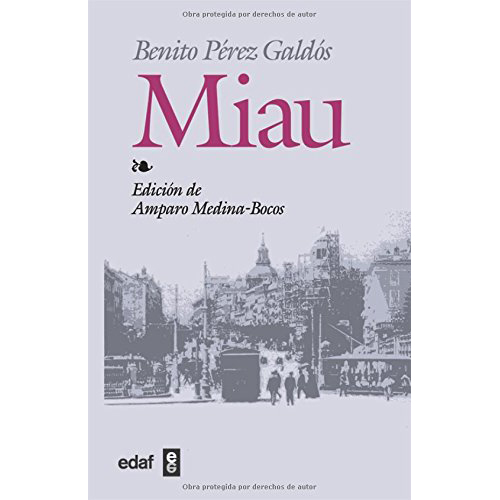 Obra protegida por derechos de autor
Benito Pérez Galdós
Miau
Edición de
Amparo Medina-Bocos
edaf
Obra protegida por derechos de autor